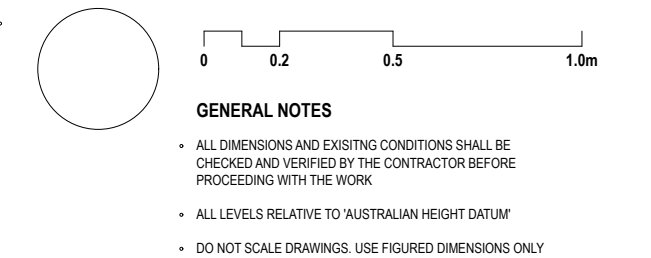 0 0.2 0.5 1.0m
GENERAL NOTES
ALL DIMENSIONS AND EXISITNG CONDITIONS SHALL BE
CHECKED AND VERIFIED BY THE CONTRACTOR BEFORE
PROCEEDING WITH THE WORK
ALL LEVELS RELATIVE TO 'AUSTRALIAN HEIGHT DATUM'
DO NOT SCALE DRAWINGS. USE FIGURED DIMENSIONS ONLY